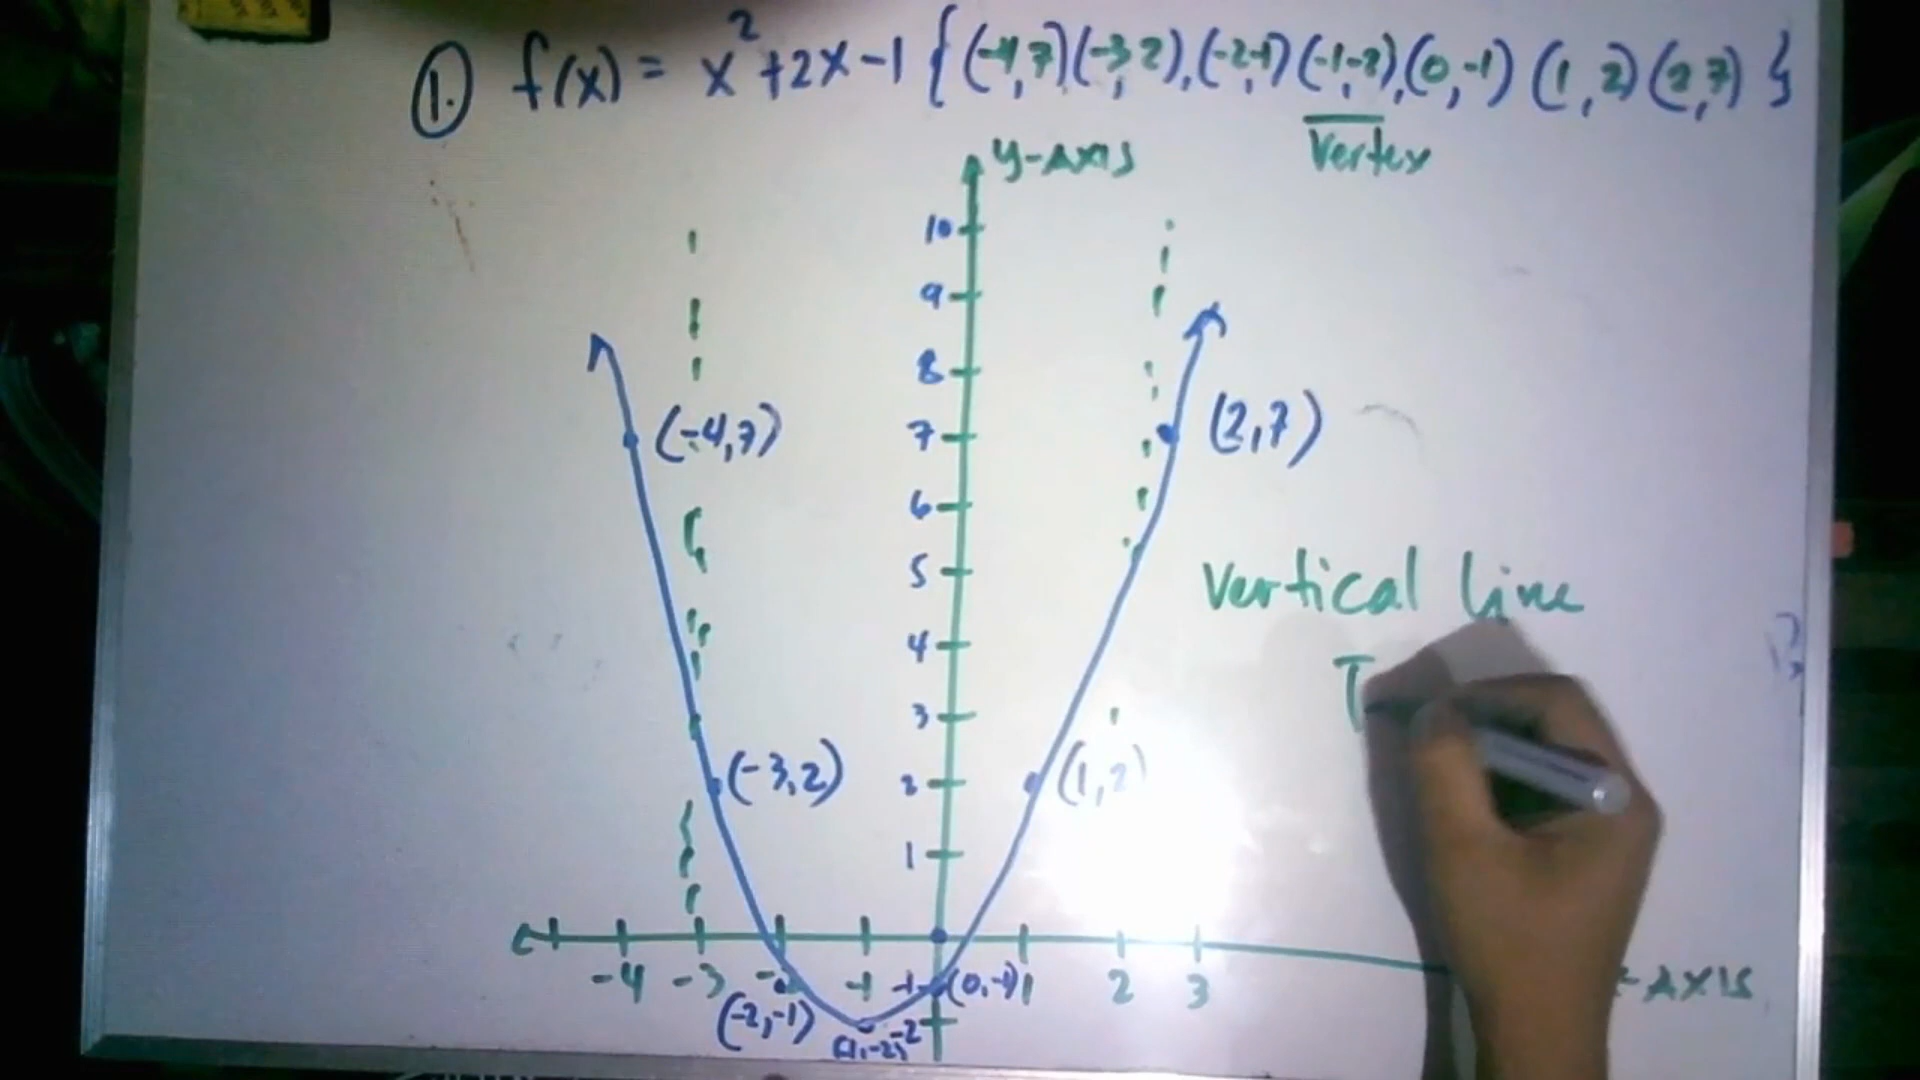 1. f(x) = x²+2x-1 {(-4,7)(-3,2),(-2,-1)(-1,-2),(0,-1) (1,2)(2,7)}
Vertex
y-Axis
10
9
8
(-4,7) 7 (2,7)
6
5
vertical line
4
T
3
(-3,2) 2 (1,2)
1
-4 -3 -2 -1 -1 (0,-1) 1 2 3 -Axis
(-2,-1) (-1,-2) -2